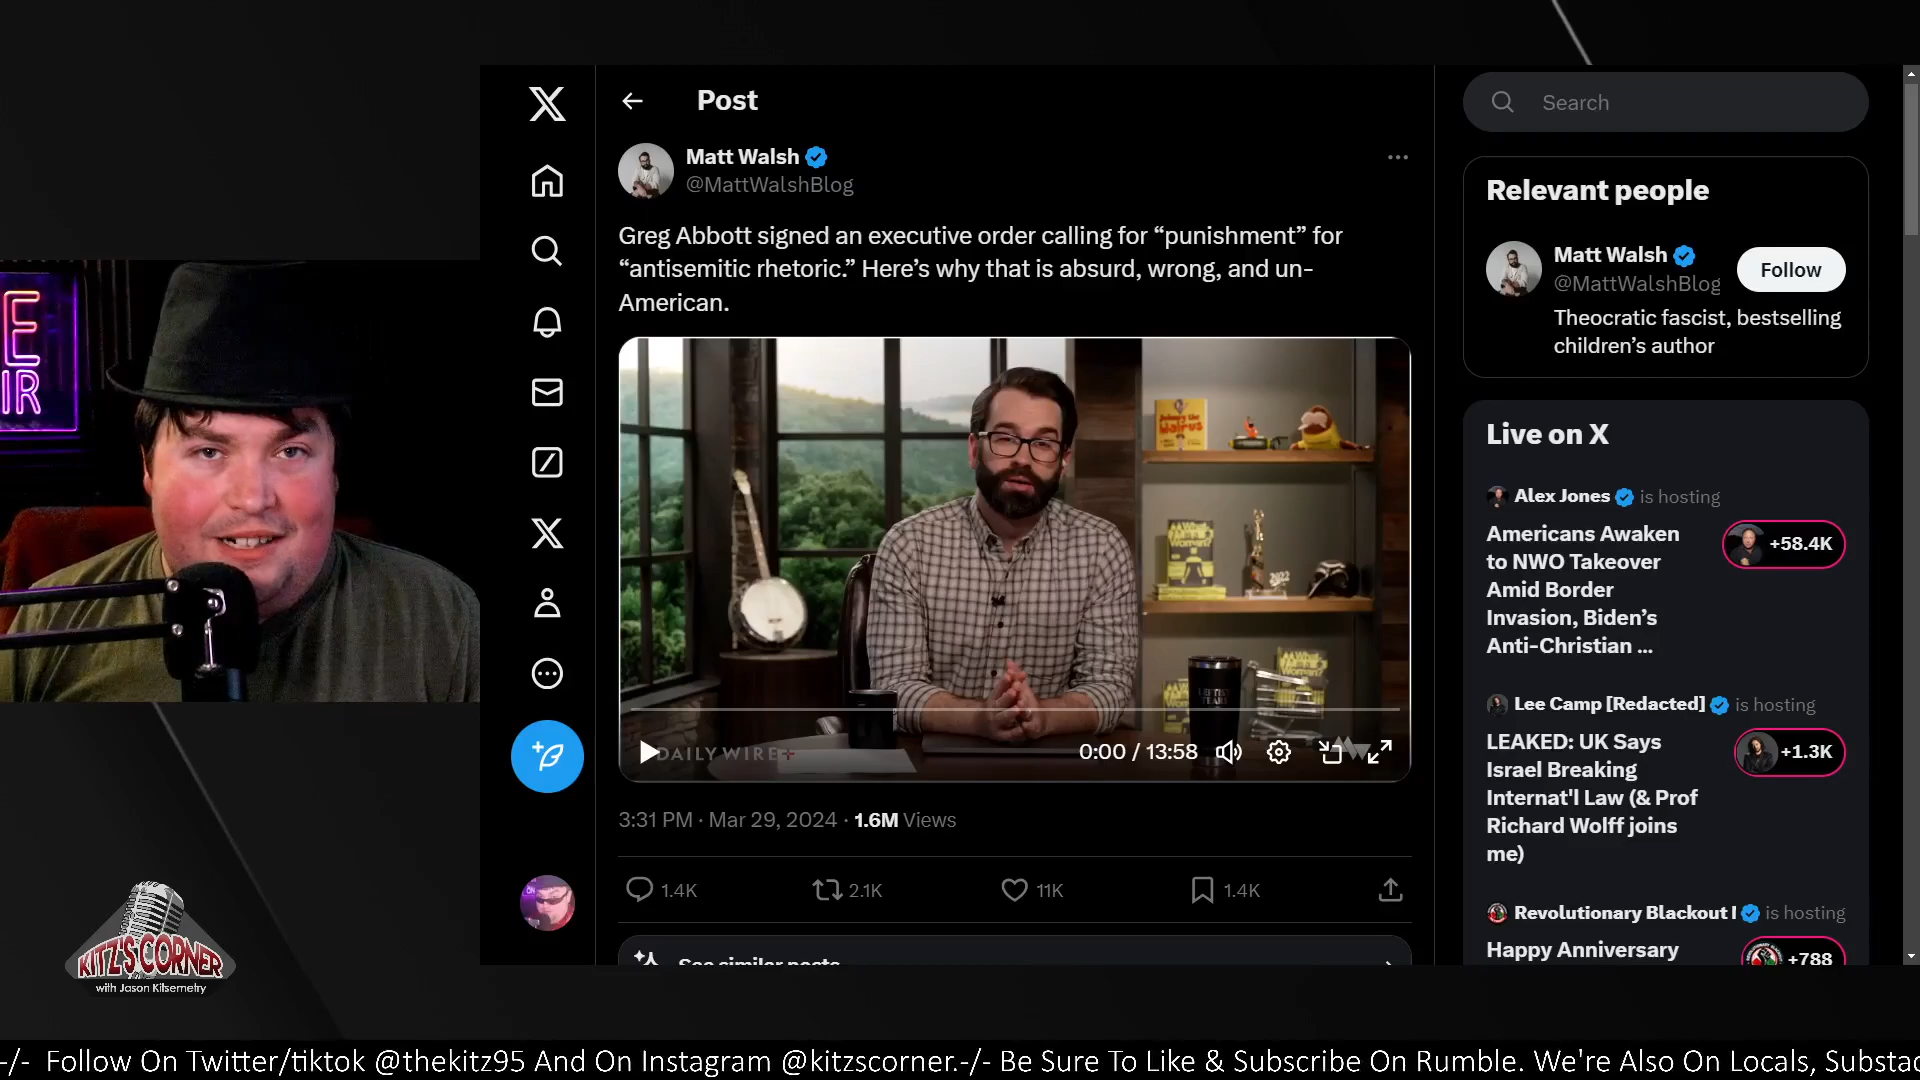 E
IR
Post
Matt Walsh
@MattWalshBlog
Greg Abbott signed an executive order calling for “punishment” for
“antisemitic rhetoric.” Here’s why that is absurd, wrong, and un-
American.
DAILY WIRE+
0:00 / 13:58
3:31 PM · Mar 29, 2024 · 1.6M Views
1.4K
2.1K
11K
1.4K
See similar posts
Search
Relevant people
Matt Walsh
@MattWalshBlog
Follow
Theocratic fascist, bestselling
children’s author
Live on X
Alex Jones is hosting
Americans Awaken
to NWO Takeover
Amid Border
Invasion, Biden’s
Anti-Christian ...
+58.4K
Lee Camp [Redacted] is hosting
LEAKED: UK Says
Israel Breaking
Internat'l Law (& Prof
Richard Wolff joins
me)
+1.3K
Revolutionary Blackout is hosting
Happy Anniversary
+788
KITZ'S CORNER
with Jason Kitsemetry
-/- Follow On Twitter/tiktok @thekitz95 And On Instagram @kitzscorner.-/- Be Sure To Like & Subscribe On Rumble. We're Also On Locals, Substac